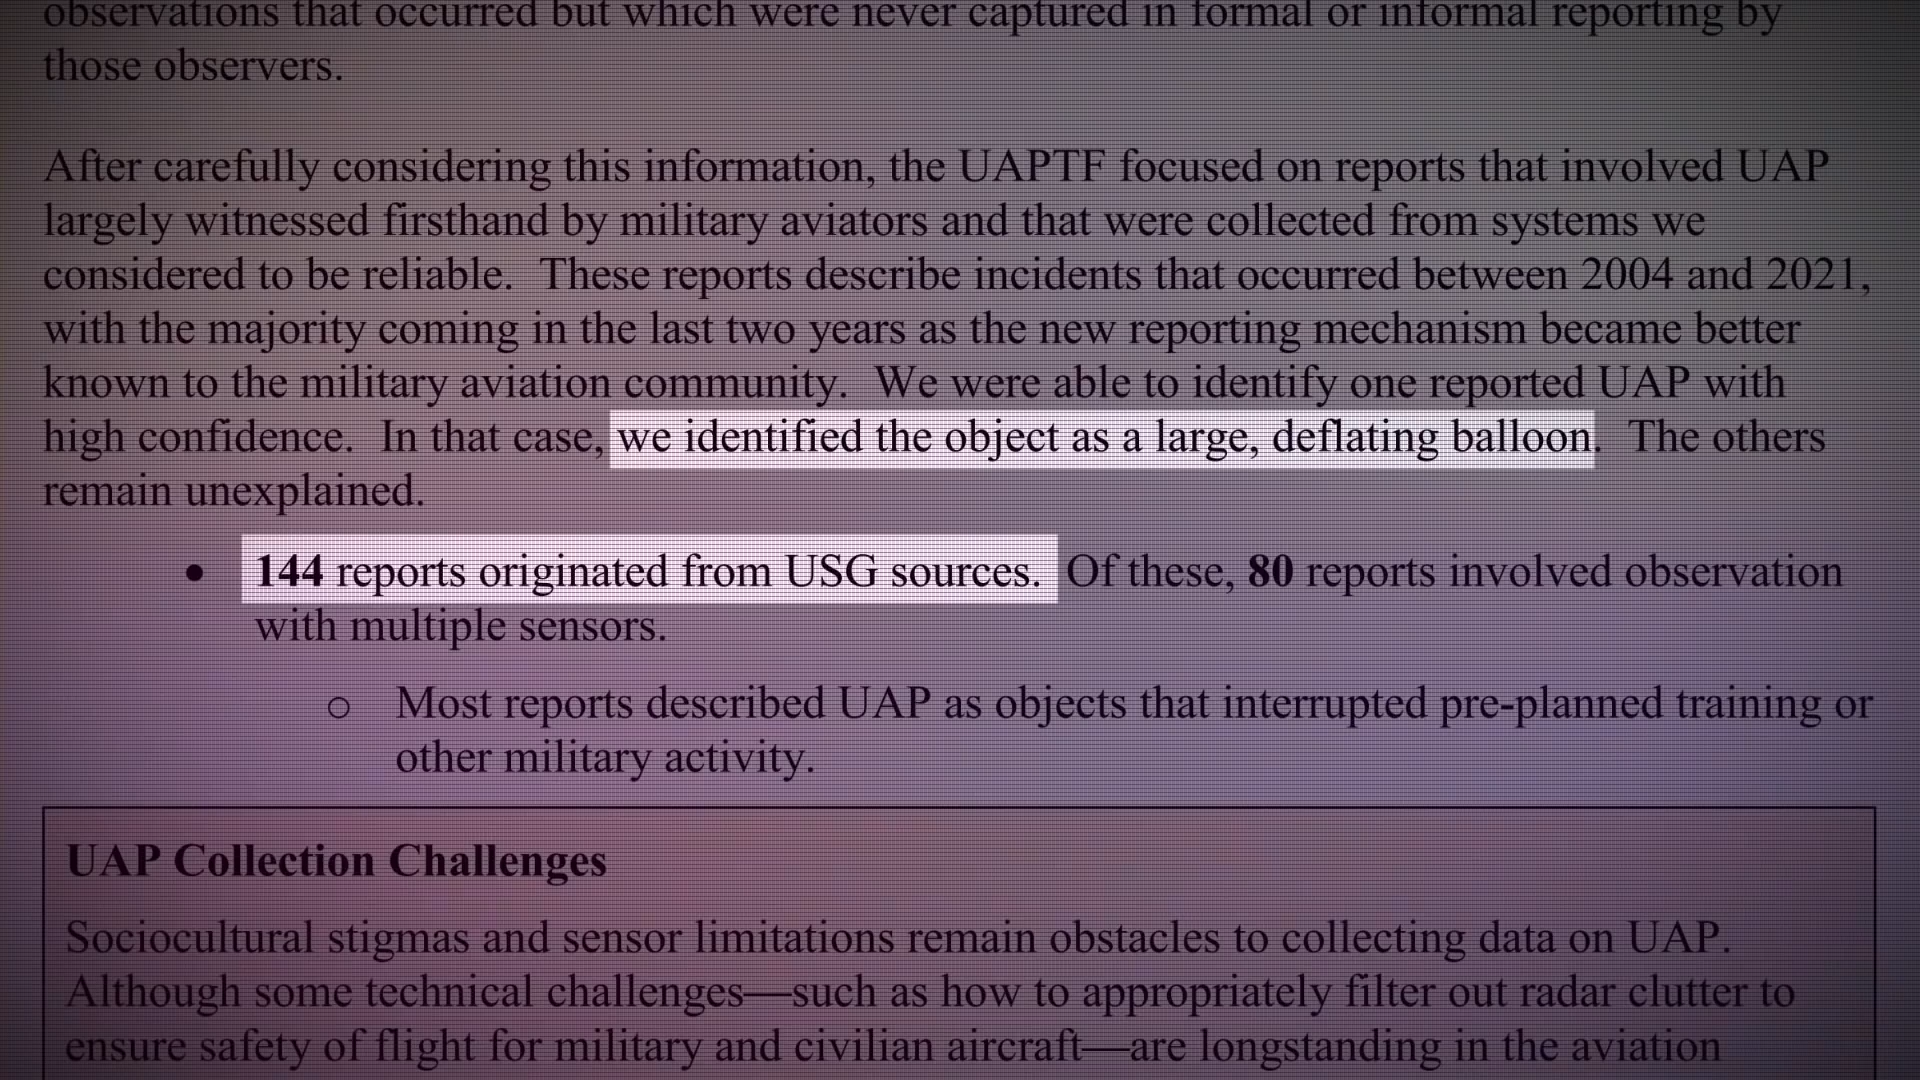 observations that occurred but which were never captured in formal or informal reporting by
those observers.
After carefully considering this information, the UAPTF focused on reports that involved UAP
largely witnessed firsthand by military aviators and that were collected from systems we
considered to be reliable. These reports describe incidents that occurred between 2004 and 2021,
with the majority coming in the last two years as the new reporting mechanism became better
known to the military aviation community. We were able to identify one reported UAP with
high confidence. In that case, we identified the object as a large, deflating balloon. The others
remain unexplained.
• 144 reports originated from USG sources. Of these, 80 reports involved observation
with multiple sensors.
o Most reports described UAP as objects that interrupted pre-planned training or
other military activity.
UAP Collection Challenges
Sociocultural stigmas and sensor limitations remain obstacles to collecting data on UAP.
Although some technical challenges—such as how to appropriately filter out radar clutter to
ensure safety of flight for military and civilian aircraft—are longstanding in the aviation